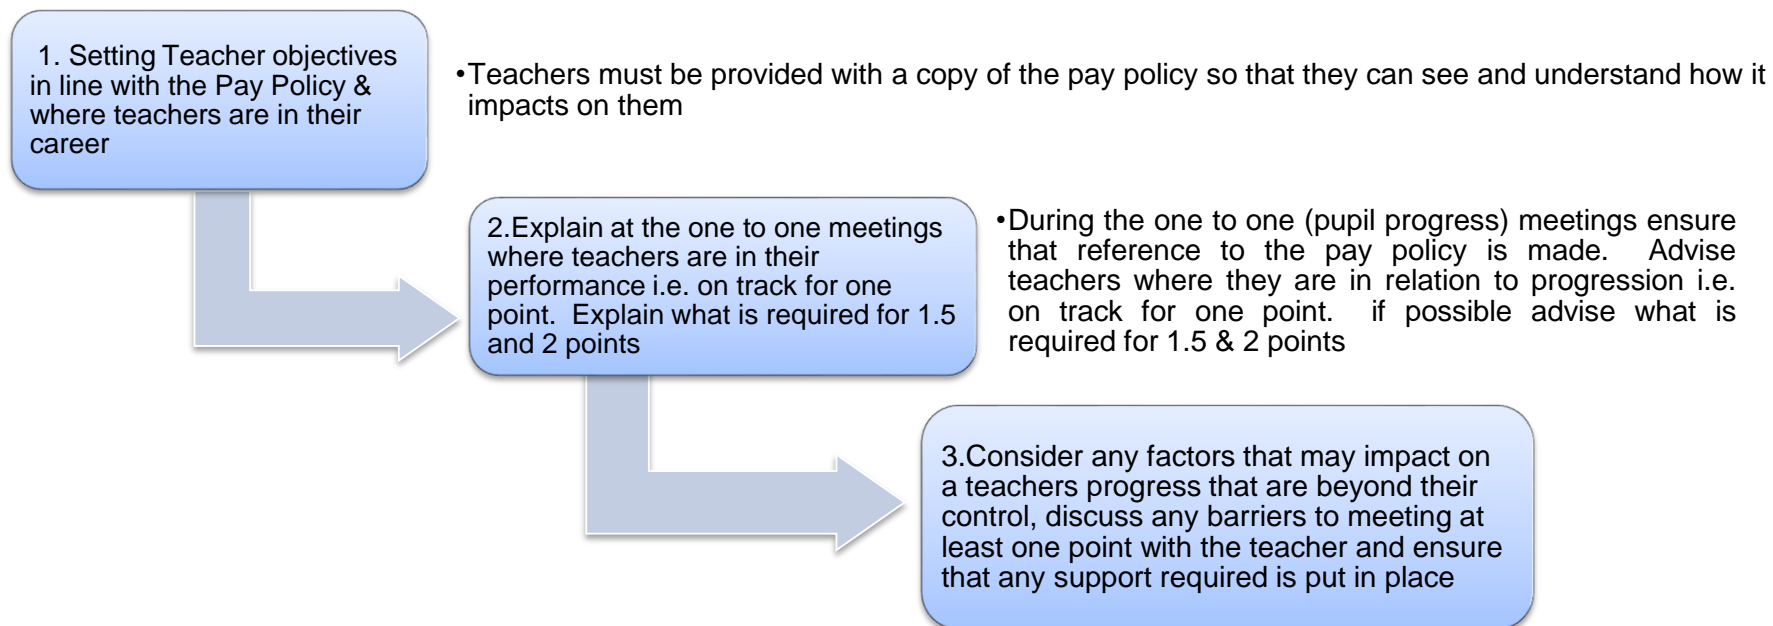 1. Setting Teacher objectives
in line with the Pay Policy &
where teachers are in their
career
•Teachers must be provided with a copy of the pay policy so that they can see and understand how it
impacts on them
2.Explain at the one to one meetings
where teachers are in their
performance i.e. on track for one
point. Explain what is required for 1.5
and 2 points
•During the one to one (pupil progress) meetings ensure
that reference to the pay policy is made. Advise
teachers where they are in relation to progression i.e.
on track for one point. if possible advise what is
required for 1.5 & 2 points
3.Consider any factors that may impact on
a teachers progress that are beyond their
control, discuss any barriers to meeting at
least one point with the teacher and ensure
that any support required is put in place